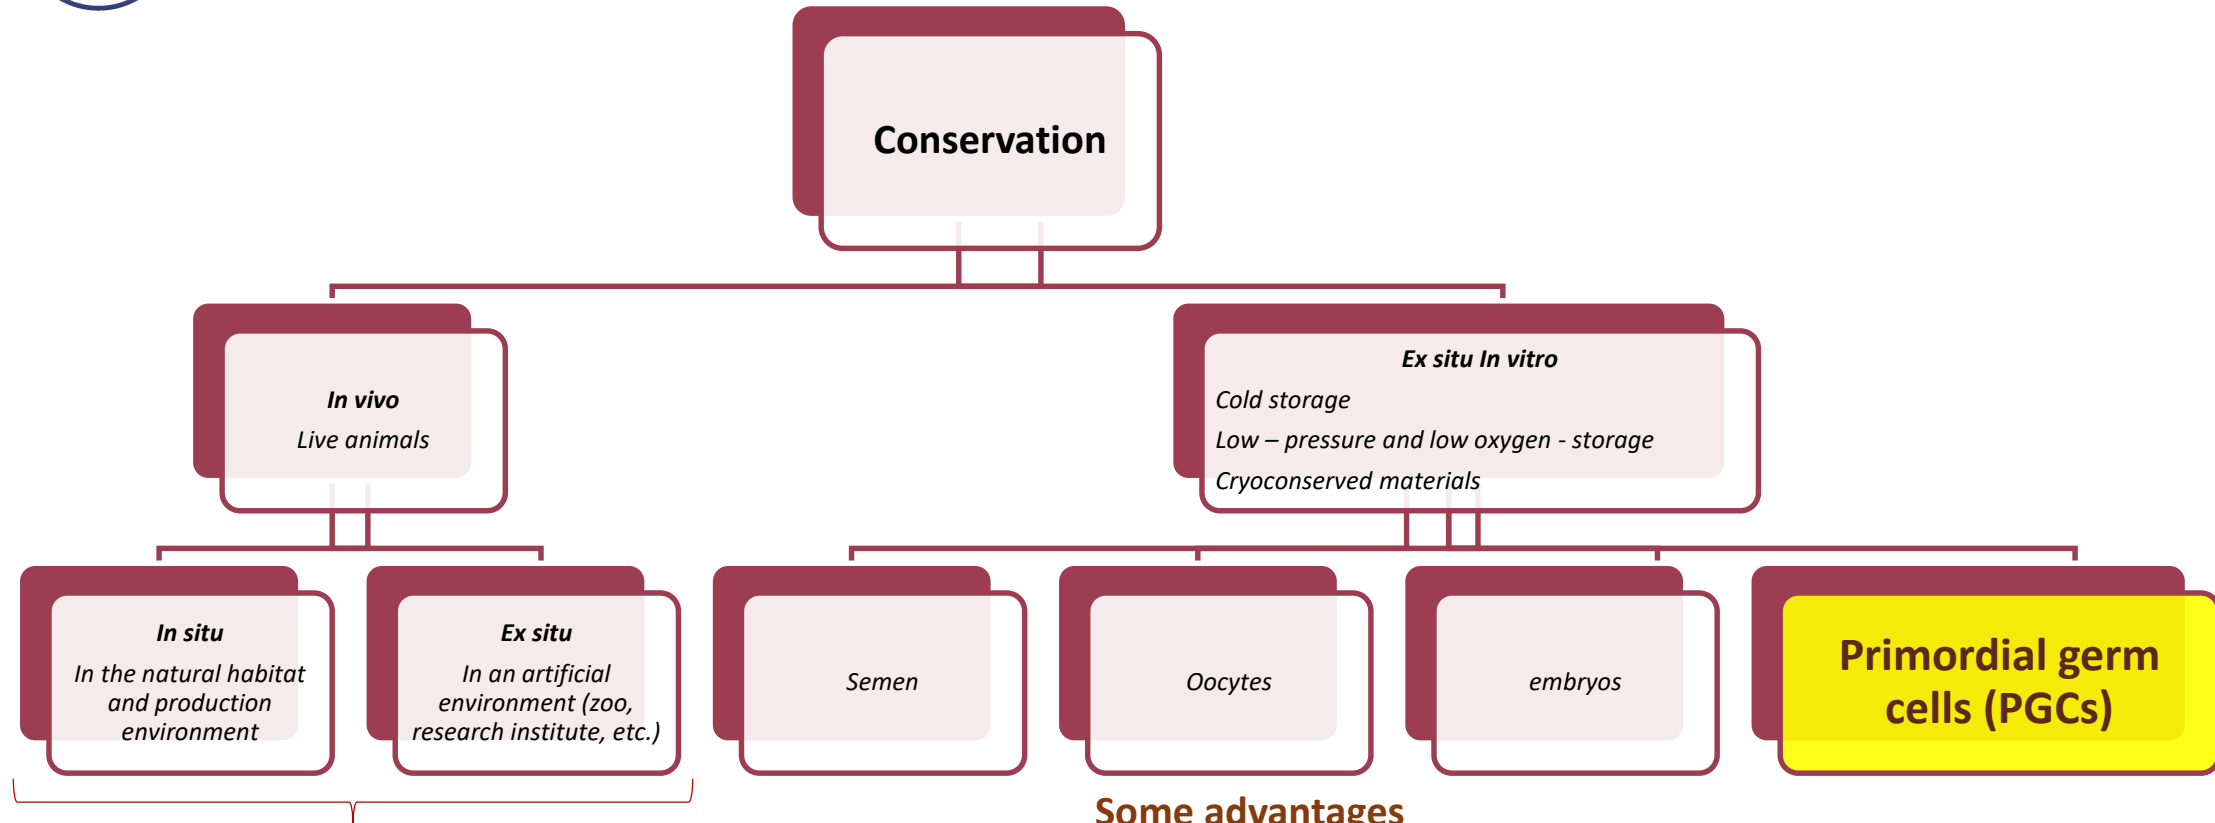 Conservation
In vivo
Live animals
Ex situ In vitro
Cold storage
Low – pressure and low oxygen - storage
Cryoconserved materials
In situ
In the natural habitat
and production
environment
Ex situ
In an artificial
environment (zoo,
research institute, etc.)
Semen
Oocytes
embryos
Primordial germ
cells (PGCs)
Some advantages